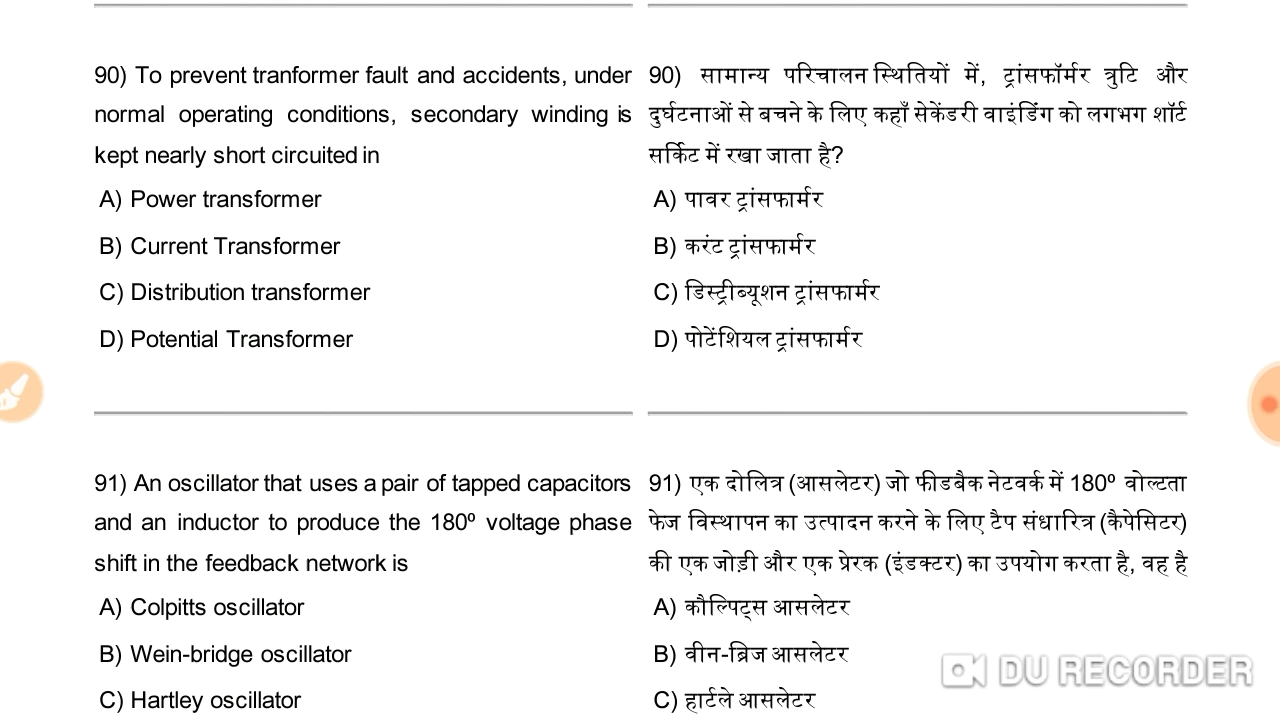 90) To prevent tranformer fault and accidents, under
normal operating conditions, secondary winding is
kept nearly short circuited in
A) Power transformer
B) Current Transformer
C) Distribution transformer
D) Potential Transformer
90) सामान्य परिचालन स्थितियों में, ट्रांसफॉर्मर त्रुटि और
दुर्घटनाओं से बचने के लिए कहाँ सेकेंडरी वाइंडिंग को लगभग शॉर्ट
सर्किट में रखा जाता है?
A) पावर ट्रांसफार्मर
B) करंट ट्रांसफार्मर
C) डिस्ट्रीब्यूशन ट्रांसफार्मर
D) पोटेंशियल ट्रांसफार्मर
91) An oscillator that uses a pair of tapped capacitors
and an inductor to produce the 180º voltage phase
shift in the feedback network is
A) Colpitts oscillator
B) Wein-bridge oscillator
C) Hartley oscillator
91) एक दोलित्र (आसलेटर) जो फीडबैक नेटवर्क में 180º वोल्टता
फेज विस्थापन का उत्पादन करने के लिए टैप संधारित्र (कैपेसिटर)
की एक जोड़ी और एक प्रेरक (इंडक्टर) का उपयोग करता है, वह है
A) कौल्पिट्स आसलेटर
B) वीन-ब्रिज आसलेटर
C) हार्टले आसलेटर
DU RECORDER